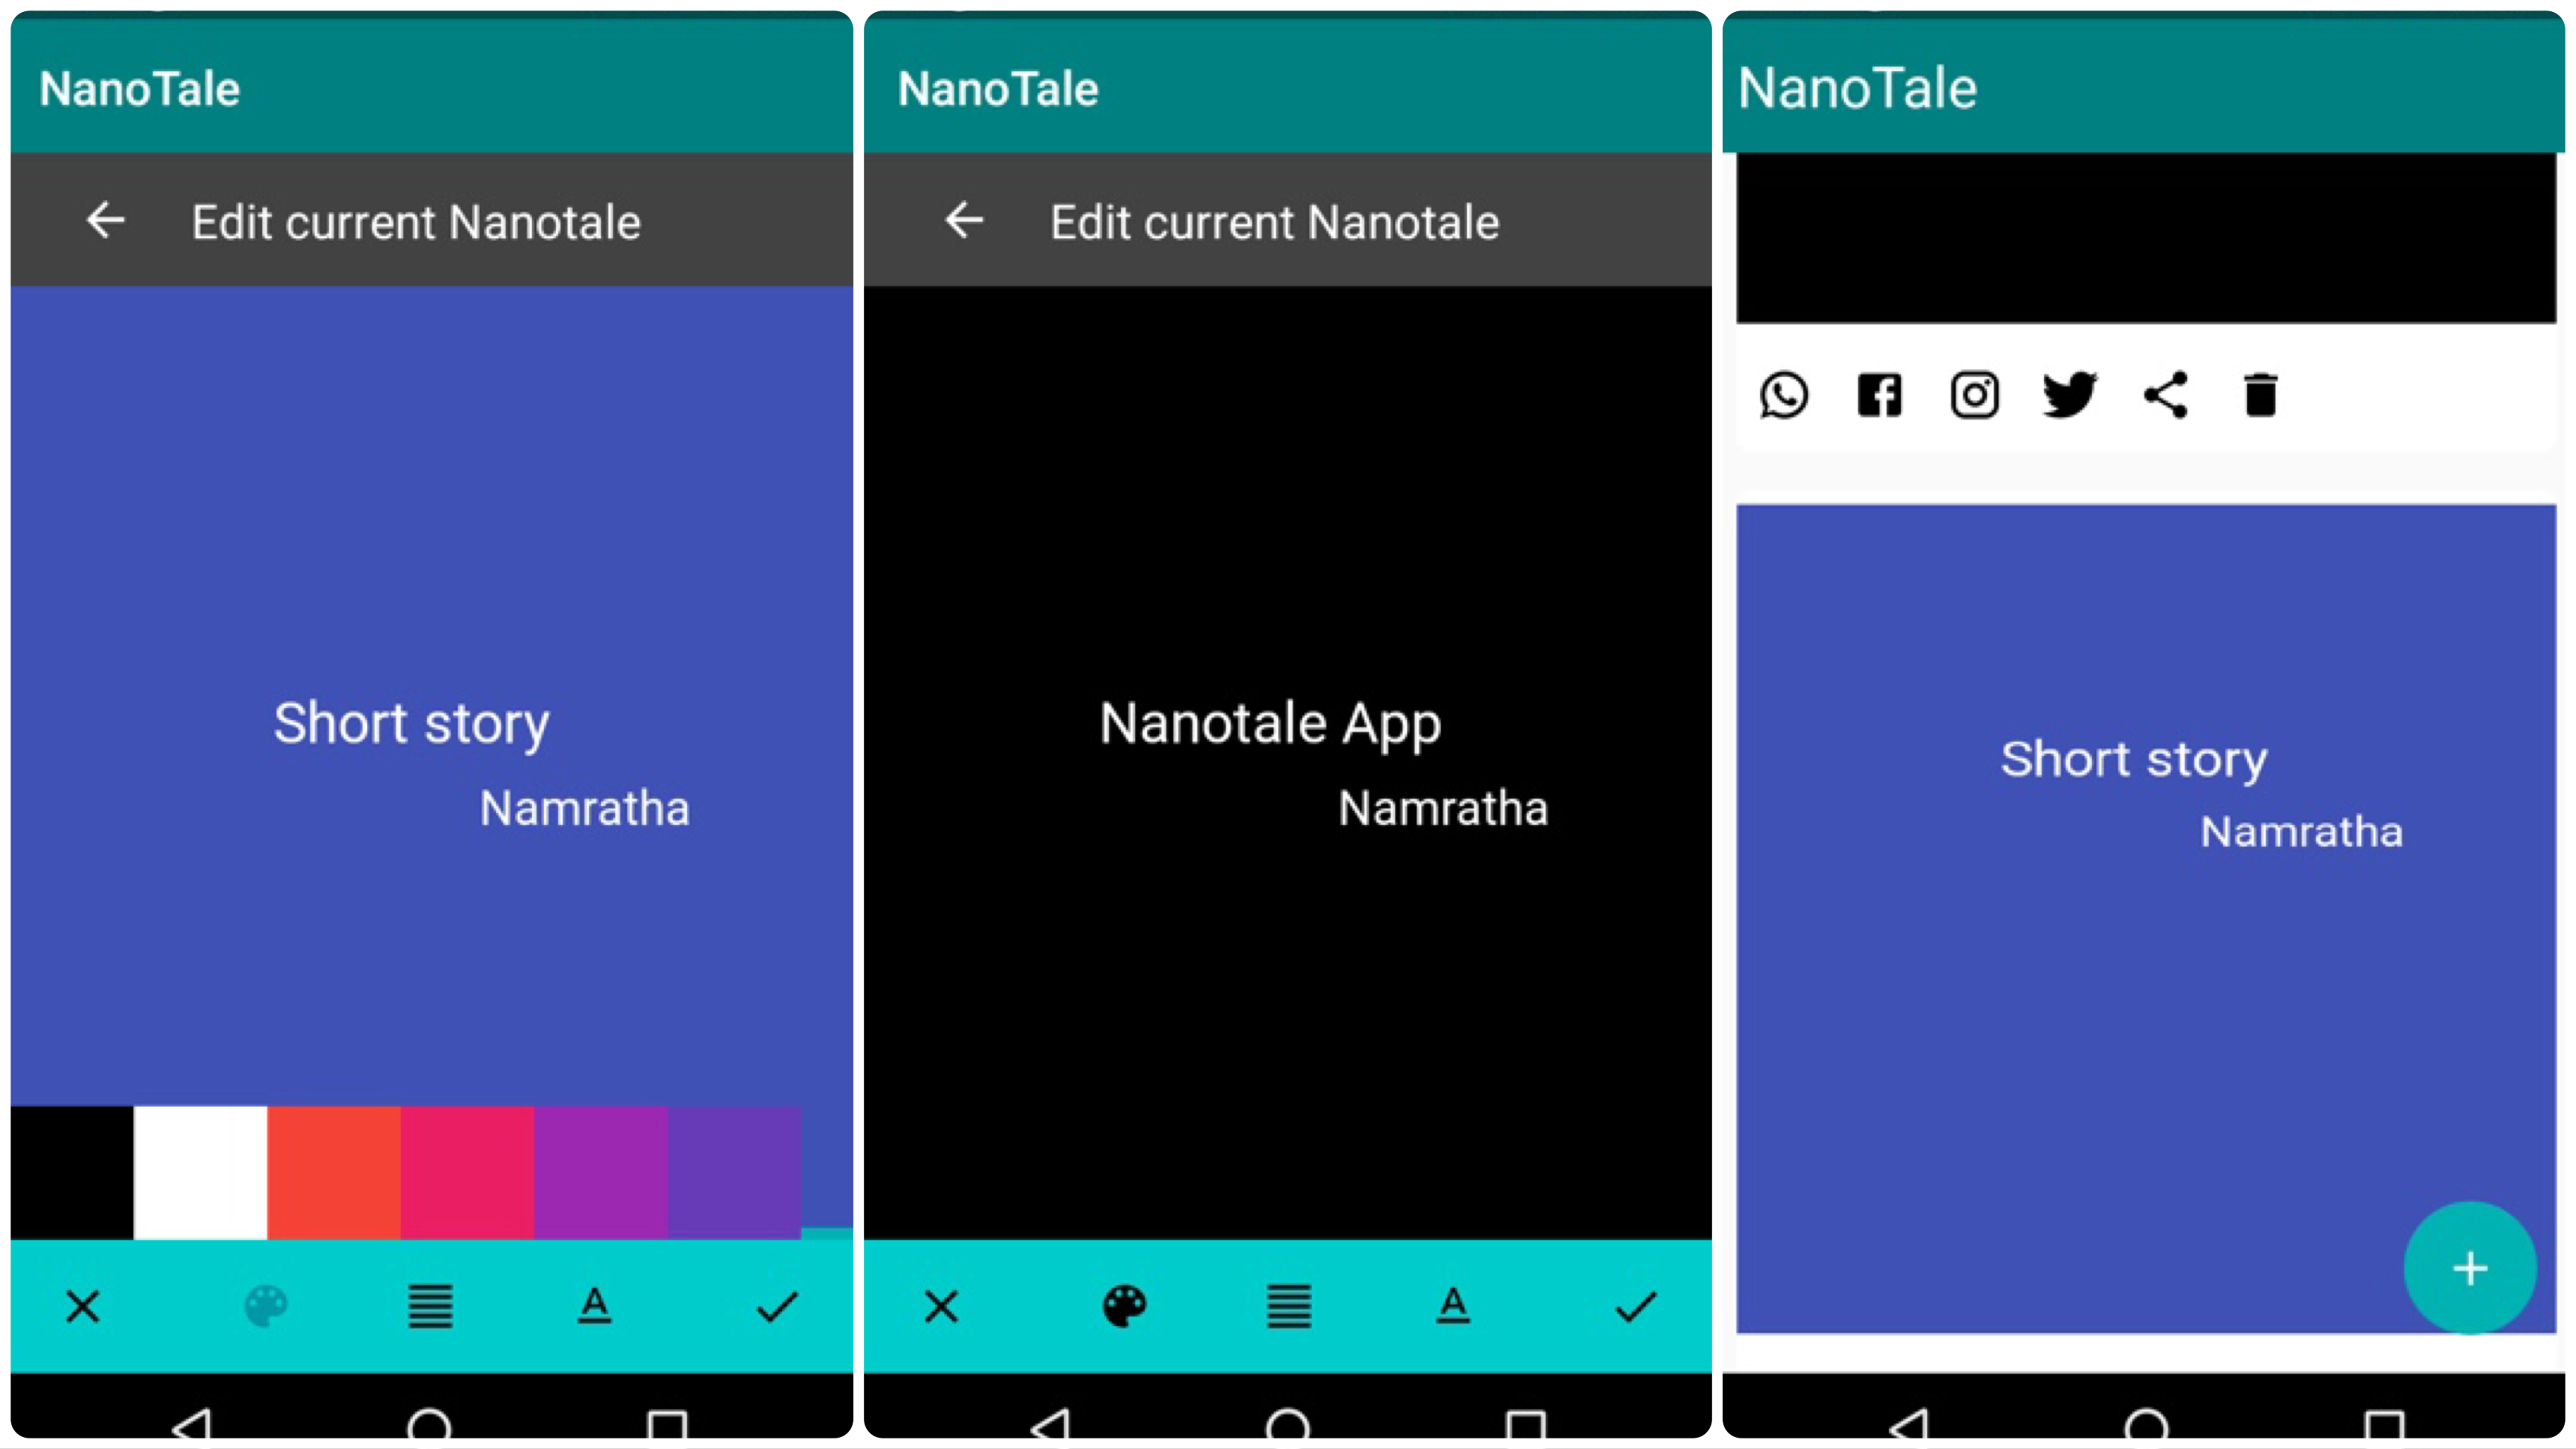 NanoTale
Edit current Nanotale
Short story
Namratha
A
NanoTale
Edit current Nanotale
Nanotale App
Namratha
A
NanoTale
Short story
Namratha